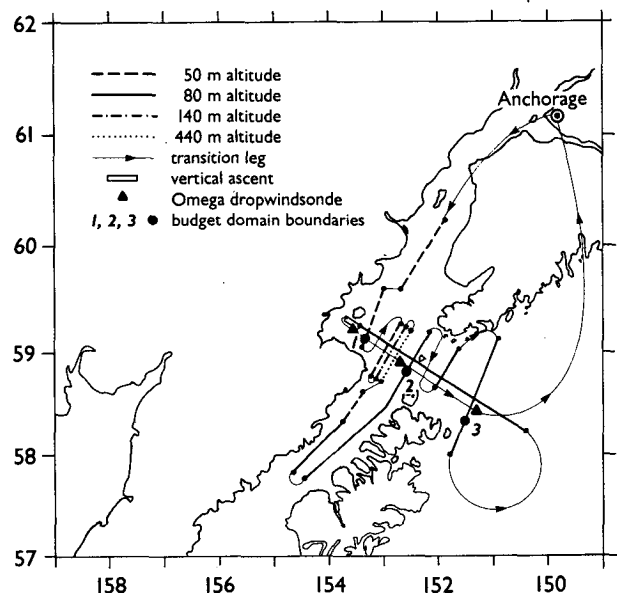 62
61
60
59
58
57
50 m altitude
80 m altitude
140 m altitude
440 m altitude
transition leg
vertical ascent
Omega dropwindsonde
1, 2, 3 budget domain boundaries
Anchorage
1
2
3
158 156 154 152 150